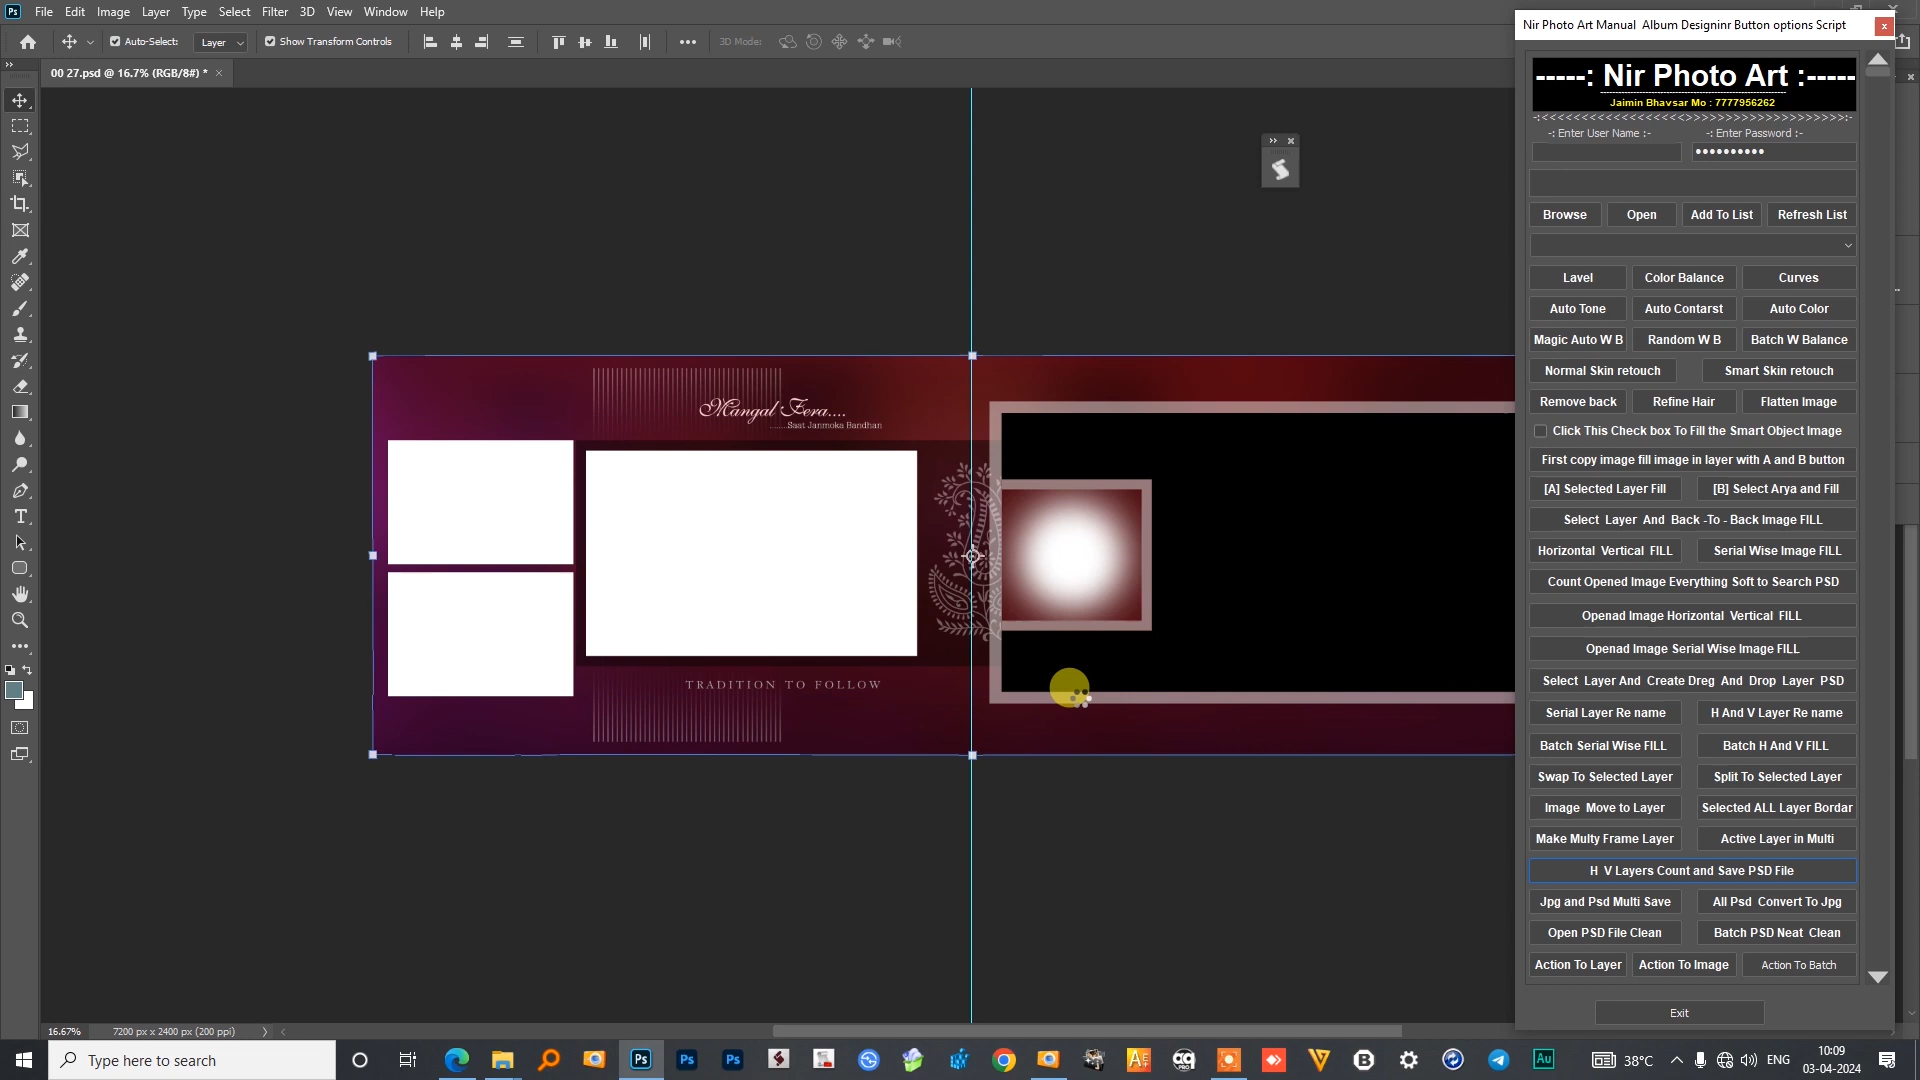 Ps File Edit Image Layer Type Select Filter 3D View Window Help
Auto-Select: Layer Show Transform Controls 3D Mode:
00 27.psd @ 16.7% (RGB/8#) *
Mangal Fera....
........Saat Janmoka Bandhan
TRADITION TO FOLLOW
Nir Photo Art Manual Album Designinr Button options Script
-----: Nir Photo Art :-----
Jaimin Bhavsar Mo : 7777956262
-: Enter User Name :- -: Enter Password :-
Browse Open Add To List Refresh List
Lavel Color Balance Curves
Auto Tone Auto Contarst Auto Color
Magic Auto W B Random W B Batch W Balance
Normal Skin retouch Smart Skin retouch
Remove back Refine Hair Flatten Image
Click This Check box To Fill the Smart Object Image
First copy image fill image in layer with A and B button
[A] Selected Layer Fill [B] Select Arya and Fill
Select Layer And Back -To - Back Image FILL
Horizontal Vertical FILL Serial Wise Image FILL
Count Opened Image Everything Soft to Search PSD
Openad Image Horizontal Vertical FILL
Openad Image Serial Wise Image FILL
Select Layer And Create Dreg And Drop Layer PSD
Serial Layer Re name H And V Layer Re name
Batch Serial Wise FILL Batch H And V FILL
Swap To Selected Layer Split To Selected Layer
Image Move to Layer Selected ALL Layer Bordar
Make Multy Frame Layer Active Layer in Multi
H V Layers Count and Save PSD File
Jpg and Psd Multi Save All Psd Convert To Jpg
Open PSD File Clean Batch PSD Neat Clean
Action To Layer Action To Image Action To Batch
Exit
16.67% 7200 px x 2400 px (200 ppi)
Type here to search
38°C ENG 10:09
03-04-2024